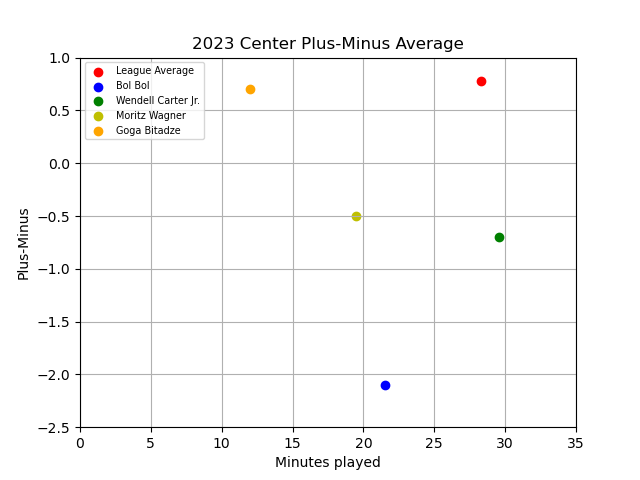 2023 Center Plus-Minus Average
League Average
Bol Bol
Wendell Carter Jr.
Moritz Wagner
Goga Bitadze
Plus-Minus
1.0
0.5
0.0
−0.5
−1.0
−1.5
−2.0
−2.5
0 5 10 15 20 25 30 35
Minutes played